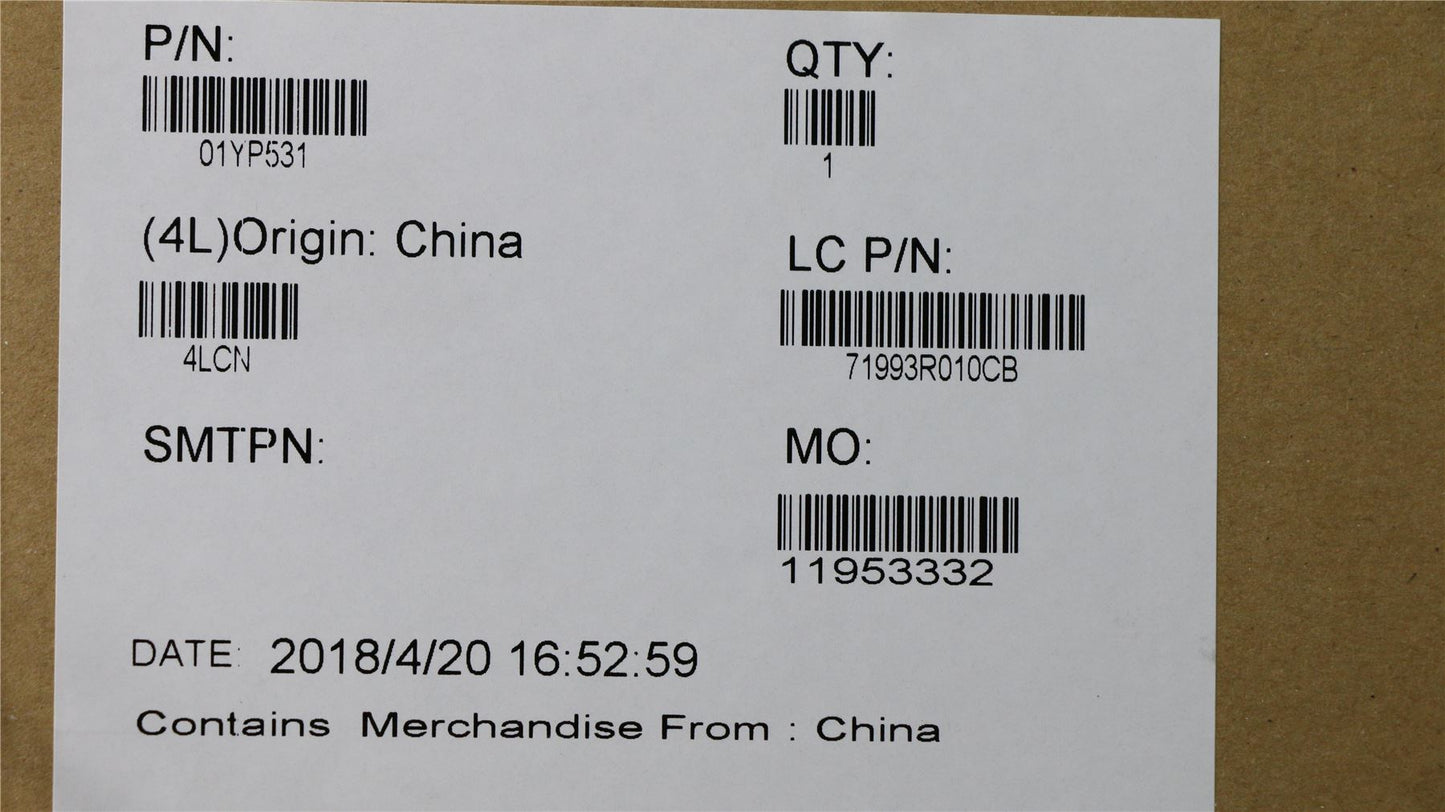 P/N:
01YP531
QTY:
1
(4L)Origin: China
4LCN
LC P/N:
71993R010CB
SMTPN:
MO:
11953332
DATE: 2018/4/20 16:52:59
Contains Merchandise From : China